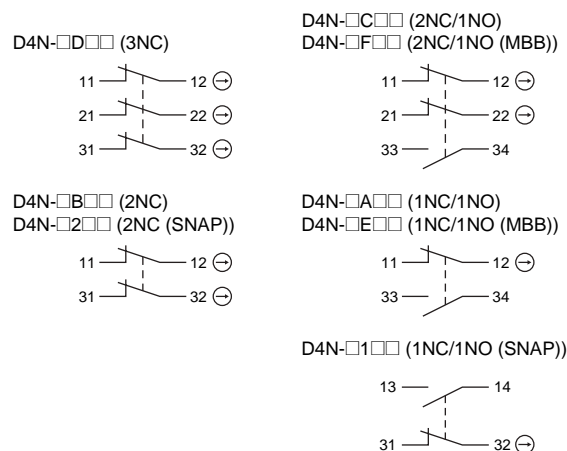 D4N-□D□□ (3NC)
11 12
21 22
31 32
D4N-□C□□ (2NC/1NO)
D4N-□F□□ (2NC/1NO (MBB))
11 12
21 22
33 34
D4N-□B□□ (2NC)
D4N-□2□□ (2NC (SNAP))
11 12
31 32
D4N-□A□□ (1NC/1NO)
D4N-□E□□ (1NC/1NO (MBB))
11 12
33 34
D4N-□1□□ (1NC/1NO (SNAP))
13 14
31 32